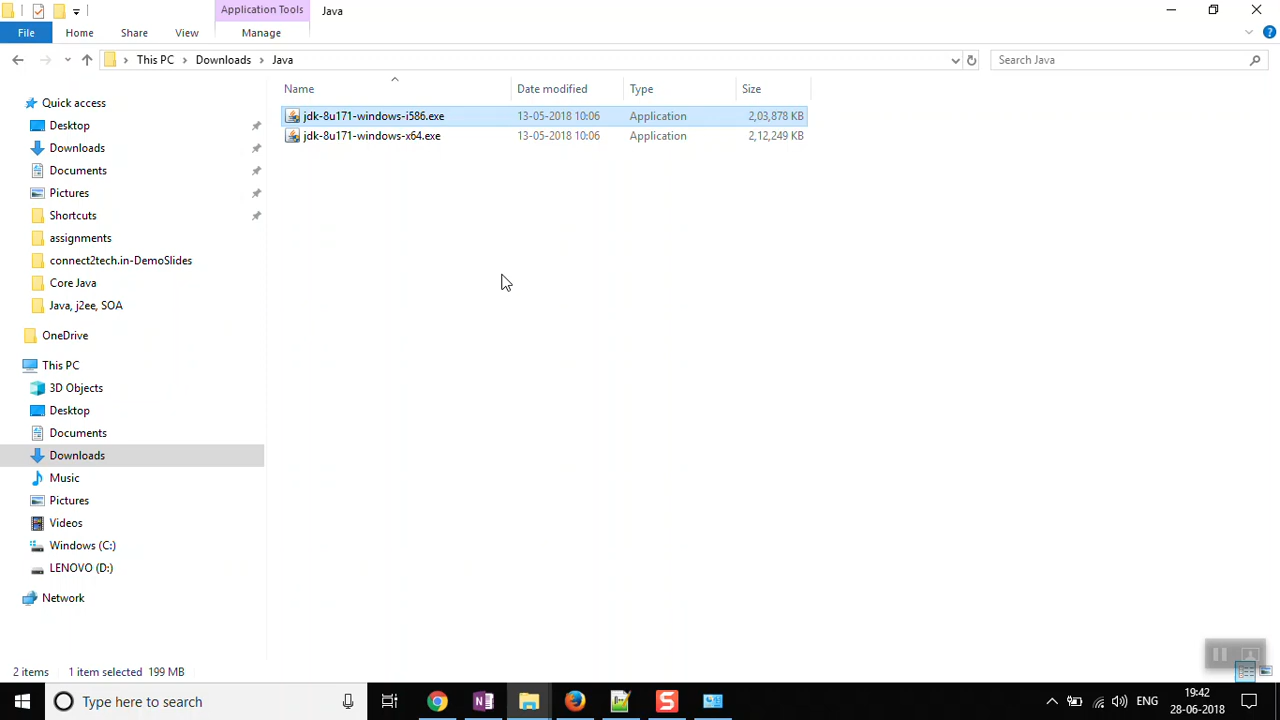 Application Tools
Java
File
Home
Share
View
Manage
This PC
Downloads
Java
Search Java
Name
Date modified
Type
Size
jdk-8u171-windows-i586.exe
13-05-2018 10:06
Application
2,03,878 KB
jdk-8u171-windows-x64.exe
13-05-2018 10:06
Application
2,12,249 KB
Quick access
Desktop
Downloads
Documents
Pictures
Shortcuts
assignments
connect2tech.in-DemoSlides
Core Java
Java, j2ee, SOA
OneDrive
This PC
3D Objects
Desktop
Documents
Downloads
Music
Pictures
Videos
Windows (C:)
LENOVO (D:)
Network
2 items
1 item selected 199 MB
Type here to search
ENG
19:42
28-06-2018